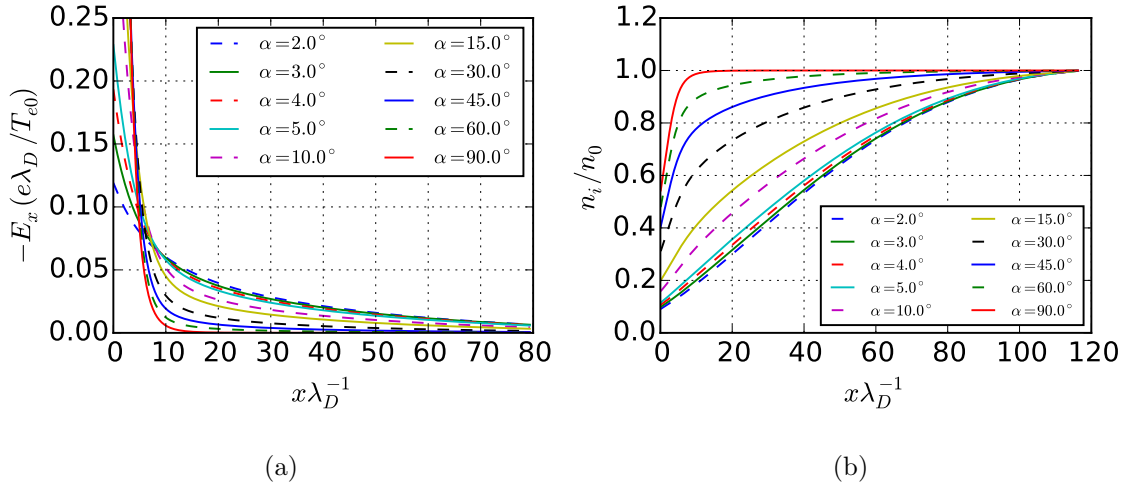 0.25
0.20
0.15
0.10
0.05
0.00
−E_x (eλ_D/T_{e0})
α=2.0°
α=3.0°
α=4.0°
α=5.0°
α=10.0°
α=15.0°
α=30.0°
α=45.0°
α=60.0°
α=90.0°
0 10 20 30 40 50 60 70 80
xλ_D^{−1}
(a)
1.2
1.0
0.8
0.6
0.4
0.2
0.0
n_i/n_0
α=2.0°
α=3.0°
α=4.0°
α=5.0°
α=10.0°
α=15.0°
α=30.0°
α=45.0°
α=60.0°
α=90.0°
0 20 40 60 80 100 120
xλ_D^{−1}
(b)